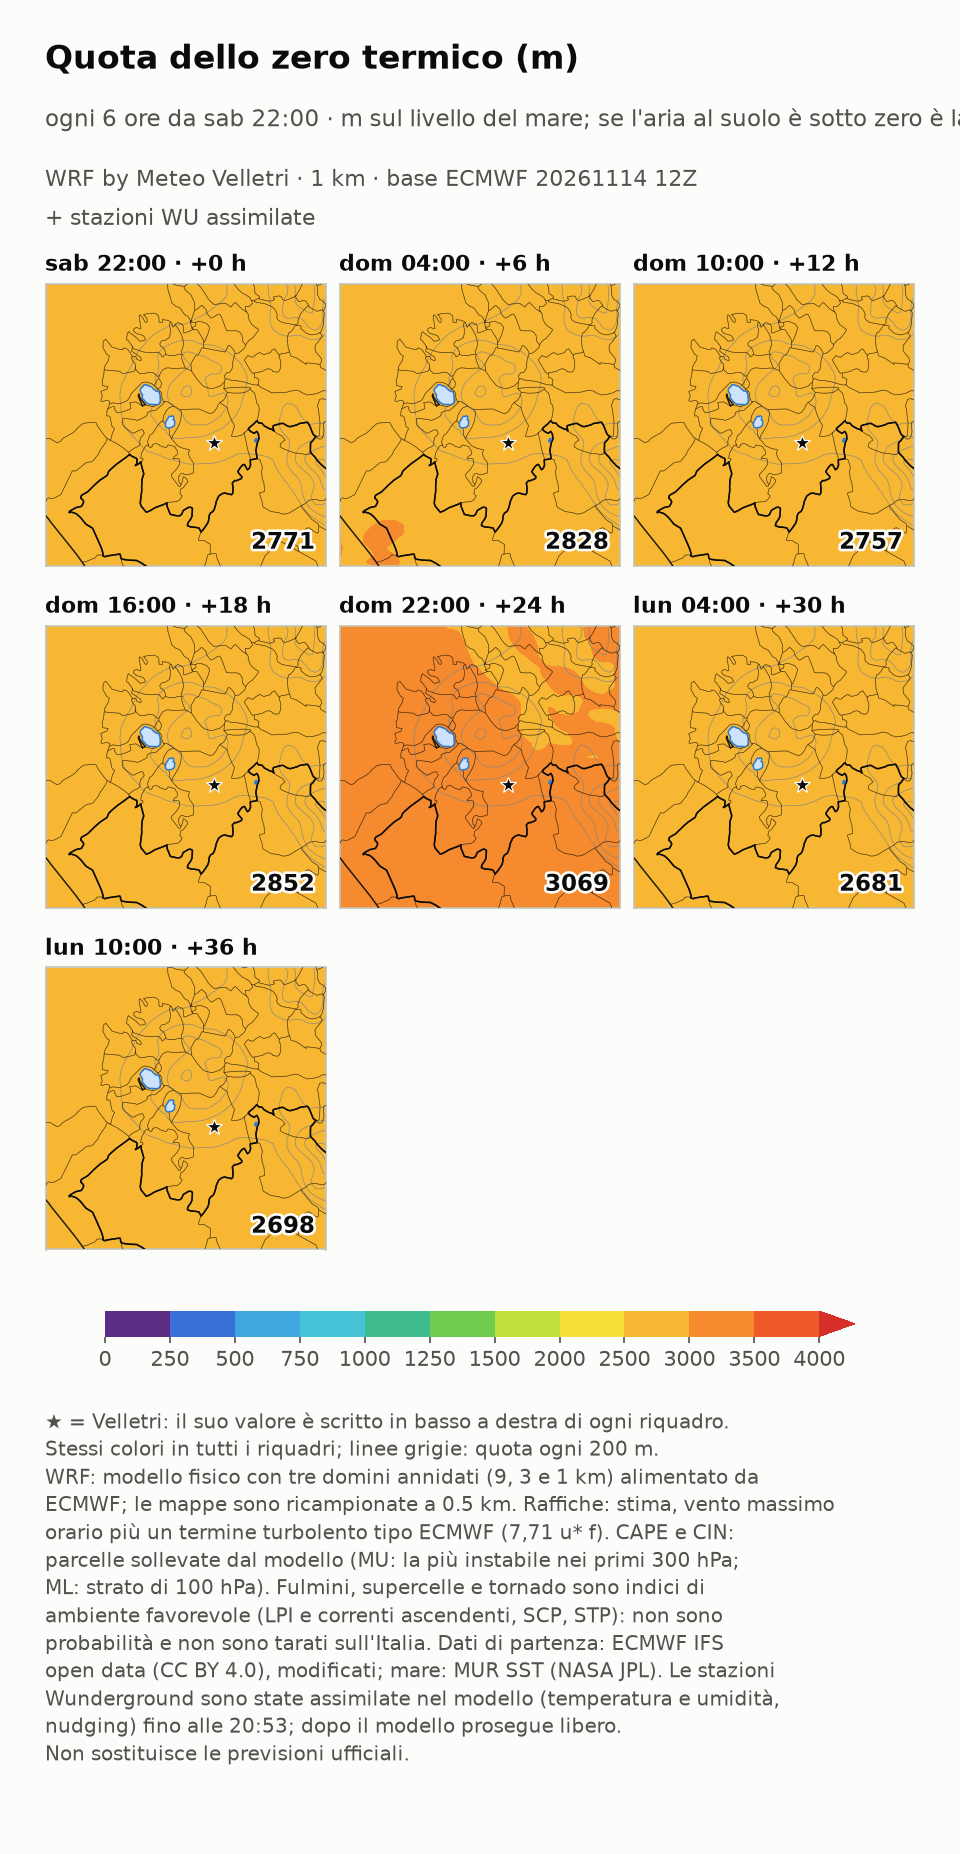 Quota dello zero termico (m)
ogni 6 ore da sab 22:00 · m sul livello del mare; se l'aria al suolo è sotto zero è
WRF by Meteo Velletri · 1 km · base ECMWF 20261114 12Z
+ stazioni WU assimilate
sab 22:00 · +0 h
dom 04:00 · +6 h
dom 10:00 · +12 h
2771
2828
2757
dom 16:00 · +18 h
dom 22:00 · +24 h
lun 04:00 · +30 h
2852
3069
2681
lun 10:00 · +36 h
2698
0 250 500 750 1000 1250 1500 2000 2500 3000 3500 4000
★ = Velletri: il suo valore è scritto in basso a destra di ogni riquadro.
Stessi colori in tutti i riquadri; linee grigie: quota ogni 200 m.
WRF: modello fisico con tre domini annidati (9, 3 e 1 km) alimentato da
ECMWF; le mappe sono ricampionate a 0.5 km. Raffiche: stima, vento massimo
orario più un termine turbolento tipo ECMWF (7,71 u* f). CAPE e CIN:
parcelle sollevate dal modello (MU: la più instabile nei primi 300 hPa;
ML: strato di 100 hPa). Fulmini, supercelle e tornado sono indici di
ambiente favorevole (LPI e correnti ascendenti, SCP, STP): non sono
probabilità e non sono tarati sull'Italia. Dati di partenza: ECMWF IFS
open data (CC BY 4.0), modificati; mare: MUR SST (NASA JPL). Le stazioni
Wunderground sono state assimilate nel modello (temperatura e umidità,
nudging) fino alle 20:53; dopo il modello prosegue libero.
Non sostituisce le previsioni ufficiali.